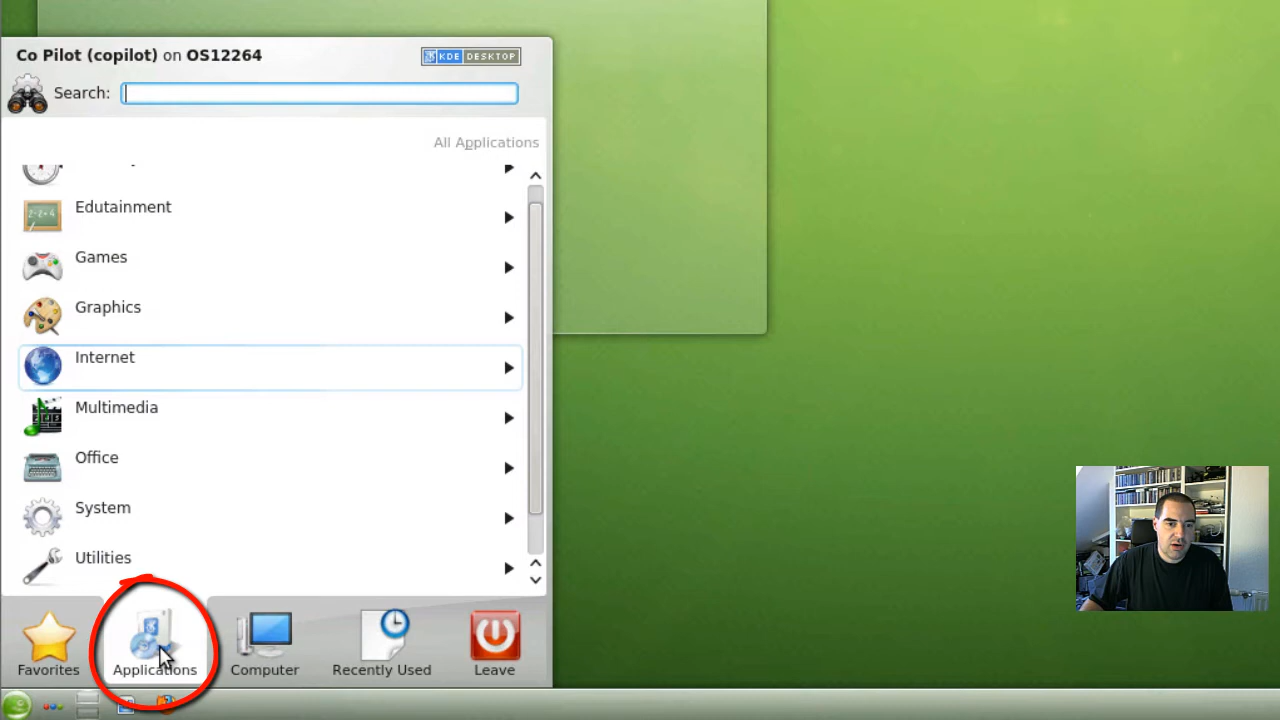 Co Pilot (copilot) on OS12264
KDE DESKTOP
Search:
All Applications
Edutainment
Games
Graphics
Internet
Multimedia
Office
System
Utilities
Favorites
Applications
Computer
Recently Used
Leave